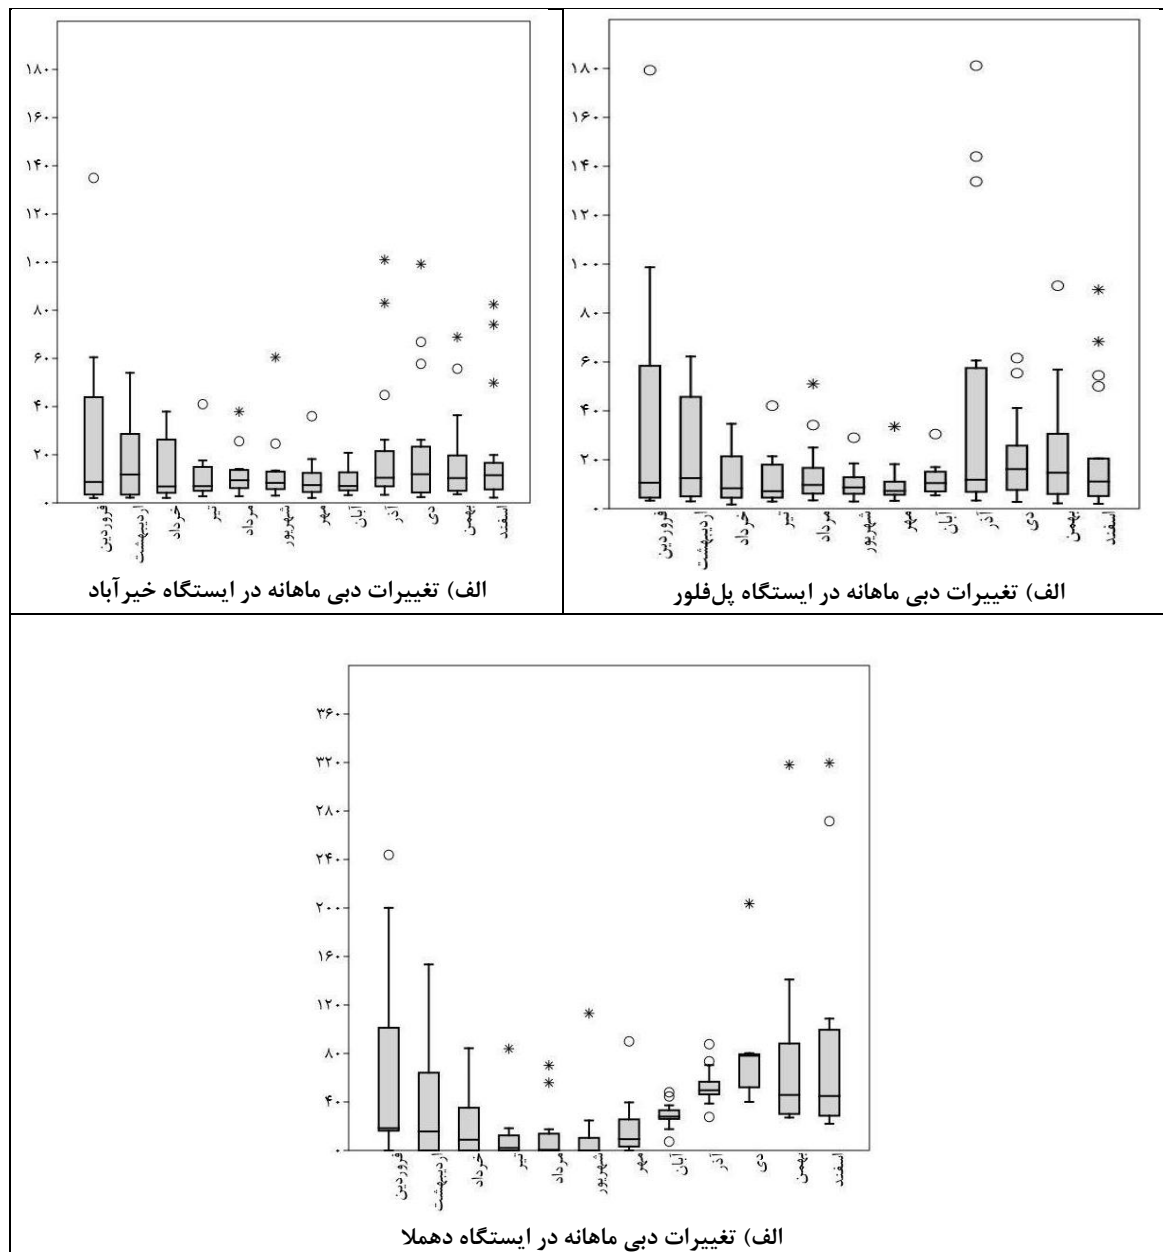 ۱۸۰
۱۶۰
۱۴۰
۱۲۰
۱۰۰
۸۰
۶۰
۴۰
۲۰
۰
فروردین
اردیبهشت
خرداد
تیر
مرداد
شهریور
مهر
آبان
آذر
دی
بهمن
اسفند
الف) تغییرات دبی ماهانه در ایستگاه خیرآباد
۱۸۰
۱۶۰
۱۴۰
۱۲۰
۱۰۰
۸۰
۶۰
۴۰
۲۰
۰
فروردین
اردیبهشت
خرداد
تیر
مرداد
شهریور
مهر
آبان
آذر
دی
بهمن
اسفند
الف) تغییرات دبی ماهانه در ایستگاه پل‌فلور
۳۶۰
۳۲۰
۲۸۰
۲۴۰
۲۰۰
۱۶۰
۱۲۰
۸۰
۴۰
۰
فروردین
اردیبهشت
خرداد
تیر
مرداد
شهریور
مهر
آبان
آذر
دی
بهمن
اسفند
الف) تغییرات دبی ماهانه در ایستگاه دهملا